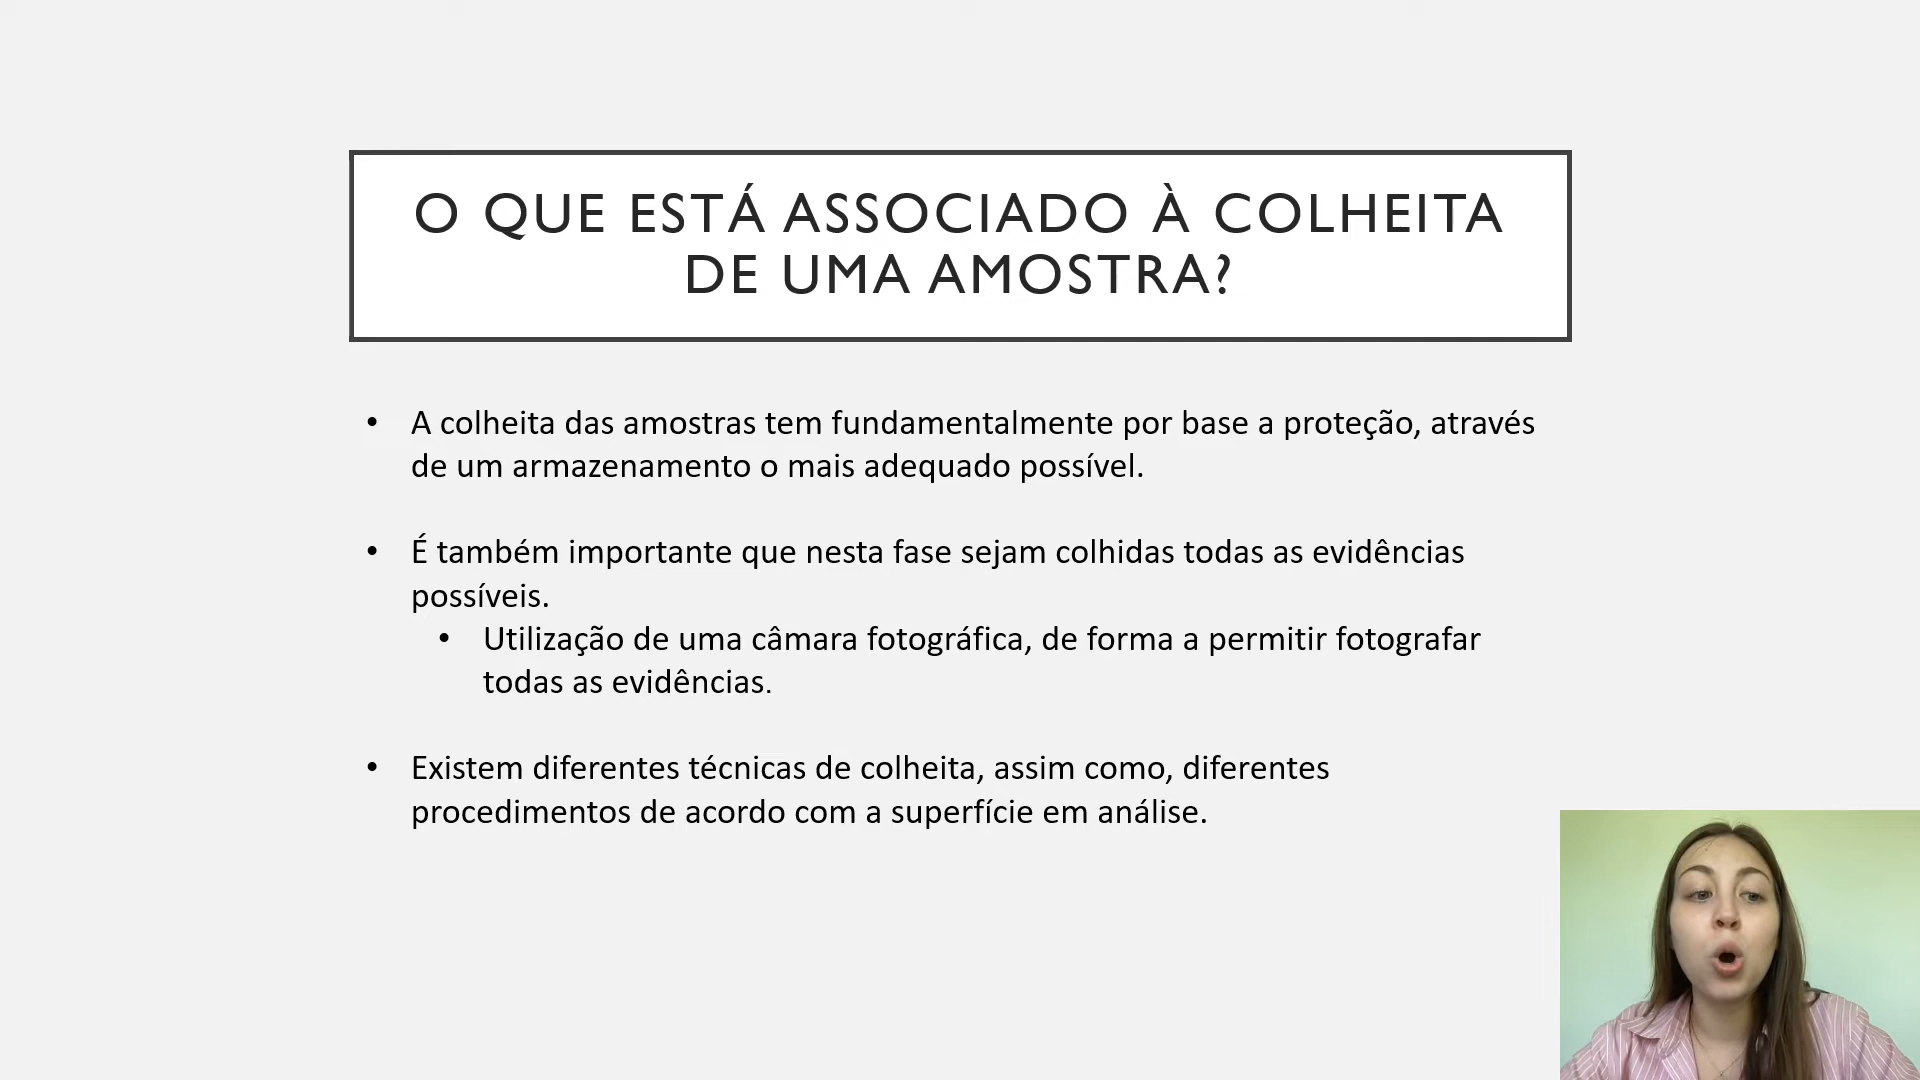 O QUE ESTÁ ASSOCIADO À COLHEITA
DE UMA AMOSTRA?
• A colheita das amostras tem fundamentalmente por base a proteção, através
de um armazenamento o mais adequado possível.
• É também importante que nesta fase sejam colhidas todas as evidências
possíveis.
• Utilização de uma câmara fotográfica, de forma a permitir fotografar
todas as evidências.
• Existem diferentes técnicas de colheita, assim como, diferentes
procedimentos de acordo com a superfície em análise.